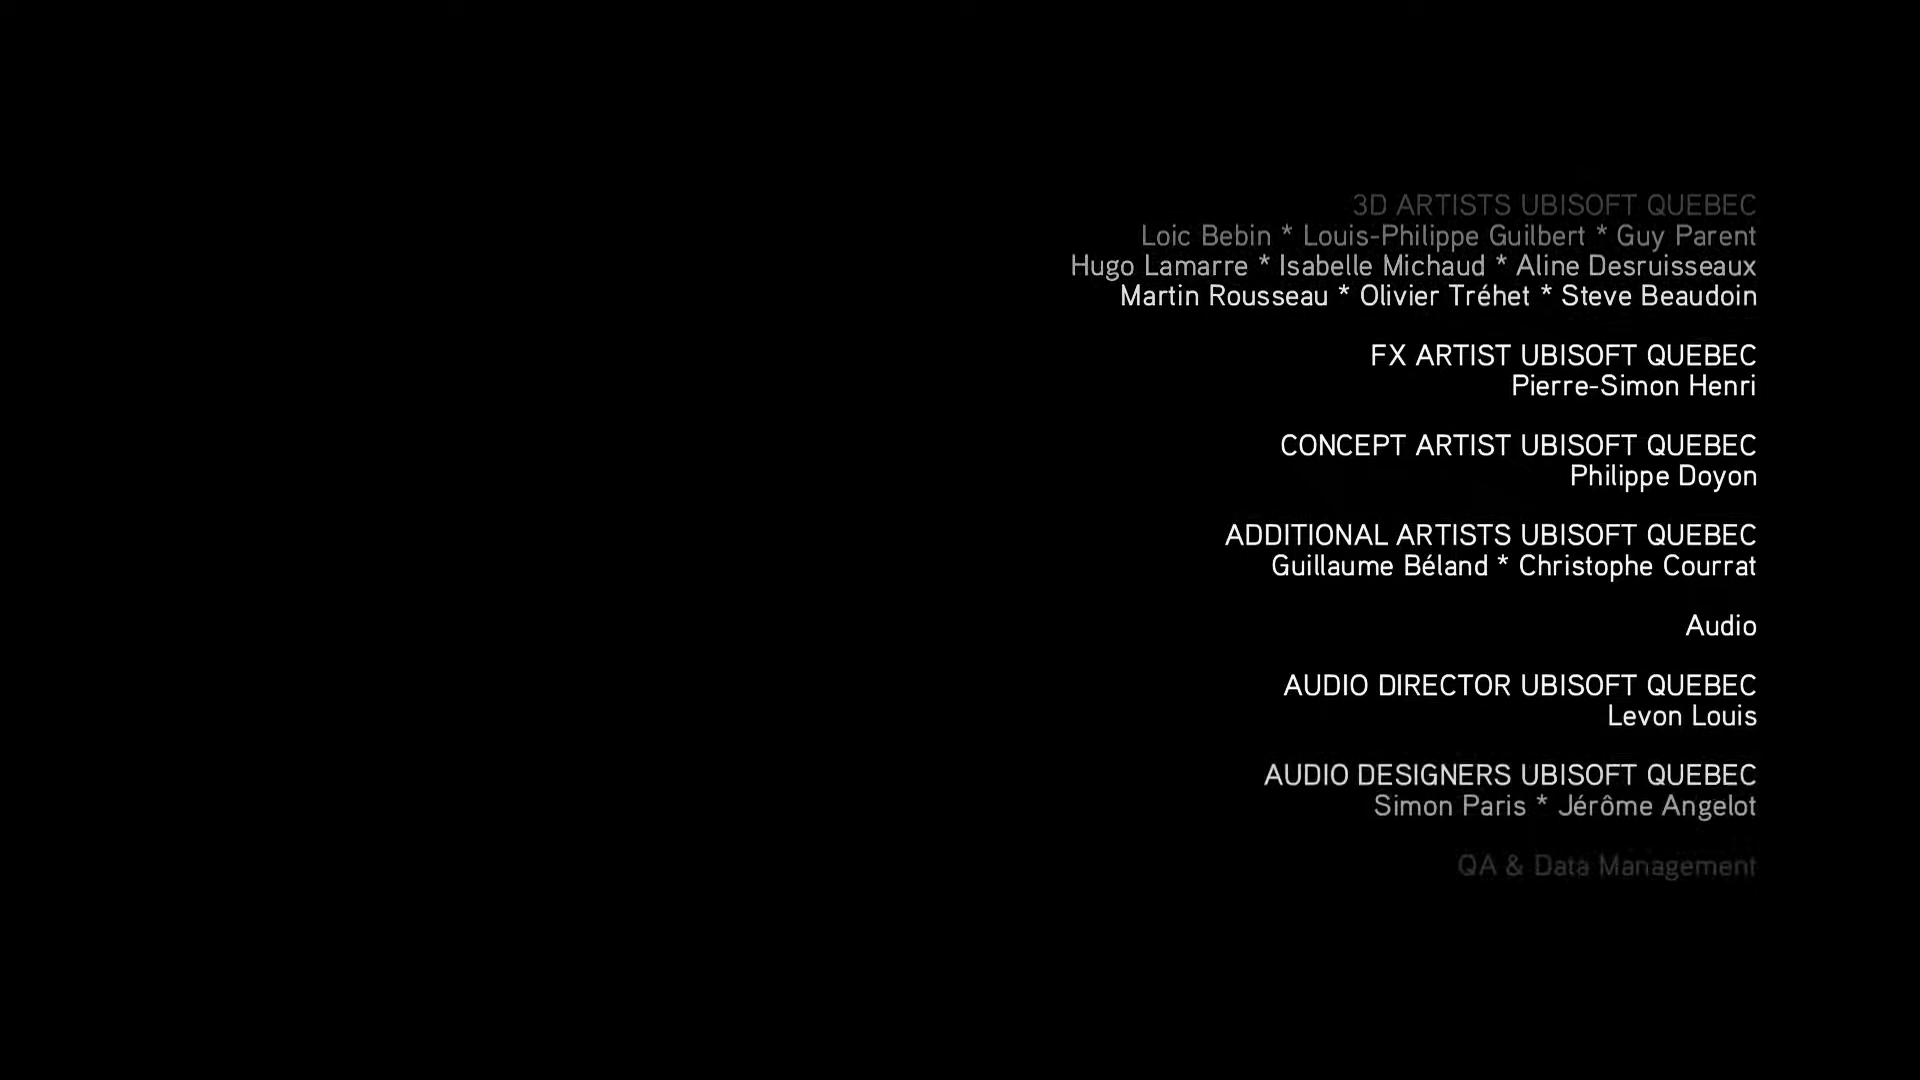 3D ARTISTS UBISOFT QUEBEC
Loic Bebin * Louis-Philippe Guilbert * Guy Parent
Hugo Lamarre * Isabelle Michaud * Aline Desruisseaux
Martin Rousseau * Olivier Tréhet * Steve Beaudoin
FX ARTIST UBISOFT QUEBEC
Pierre-Simon Henri
CONCEPT ARTIST UBISOFT QUEBEC
Philippe Doyon
ADDITIONAL ARTISTS UBISOFT QUEBEC
Guillaume Béland * Christophe Courrat
Audio
AUDIO DIRECTOR UBISOFT QUEBEC
Levon Louis
AUDIO DESIGNERS UBISOFT QUEBEC
Simon Paris * Jérôme Angelot
QA & Data Management